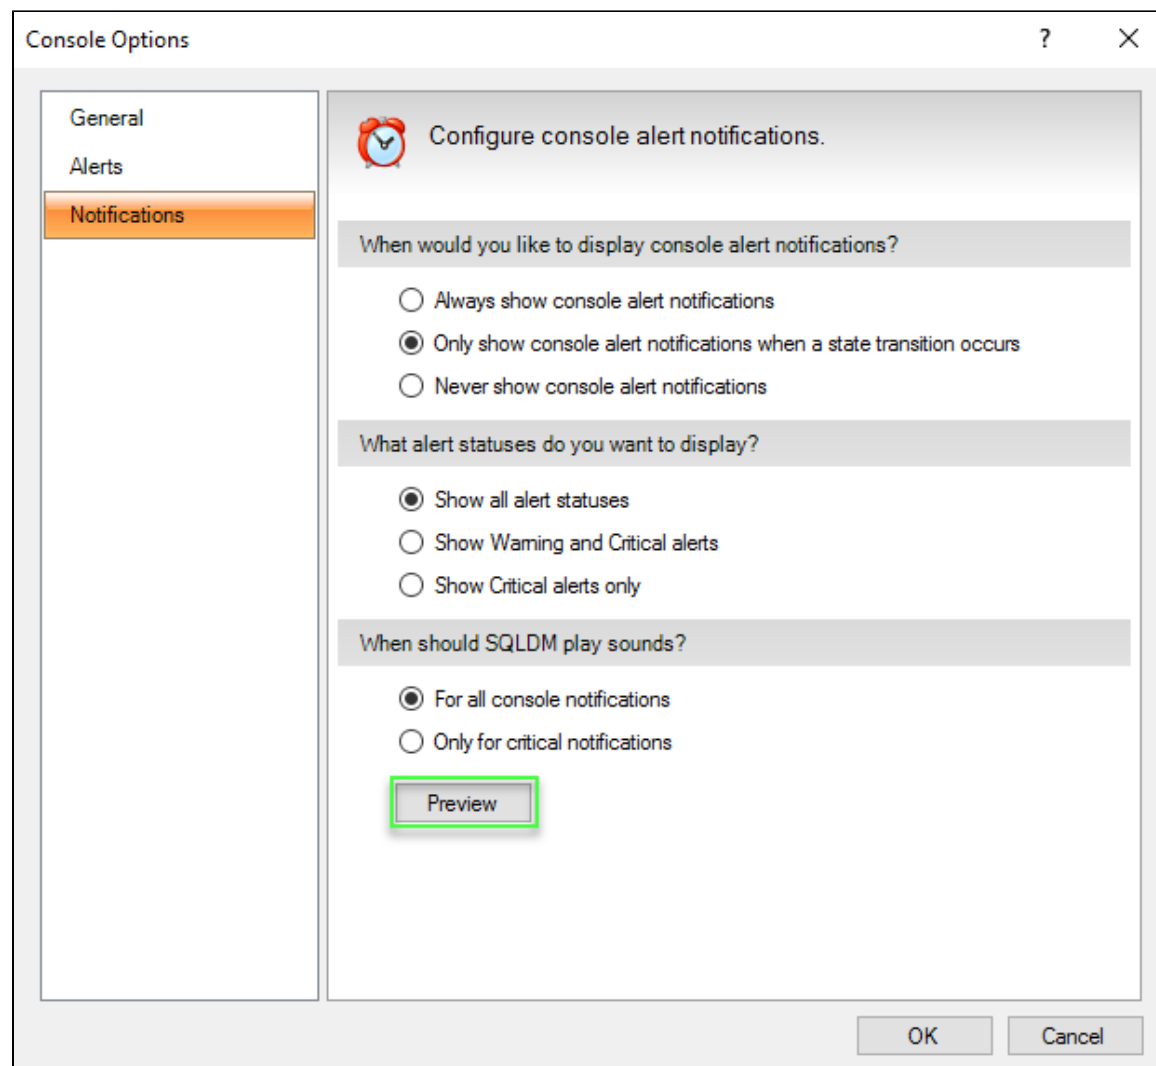 Console Options
?
General
Alerts
Notifications
Configure console alert notifications.
When would you like to display console alert notifications?
Always show console alert notifications
Only show console alert notifications when a state transition occurs
Never show console alert notifications
What alert statuses do you want to display?
Show all alert statuses
Show Warning and Critical alerts
Show Critical alerts only
When should SQLDM play sounds?
For all console notifications
Only for critical notifications
Preview
OK
Cancel